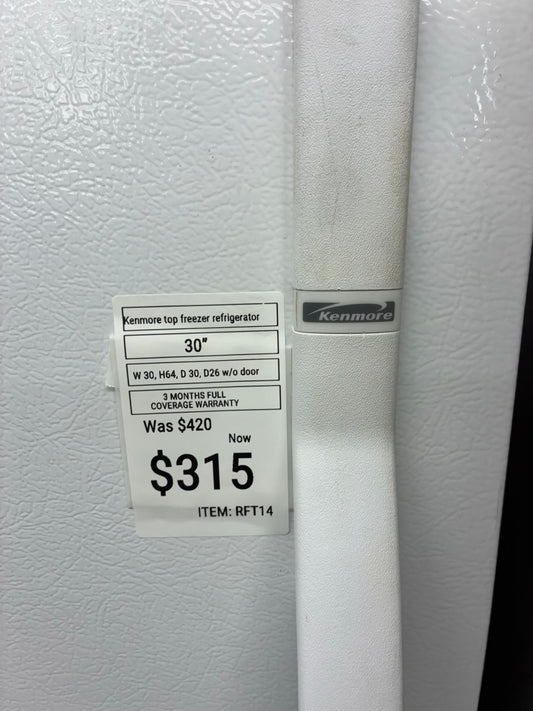 Kenmore
Kenmore top freezer refrigerator
30"
W 30, H64, D 30, D26 w/o door
3 MONTHS FULL
COVERAGE WARRANTY
Was $420
Now
$315
ITEM: RFT14